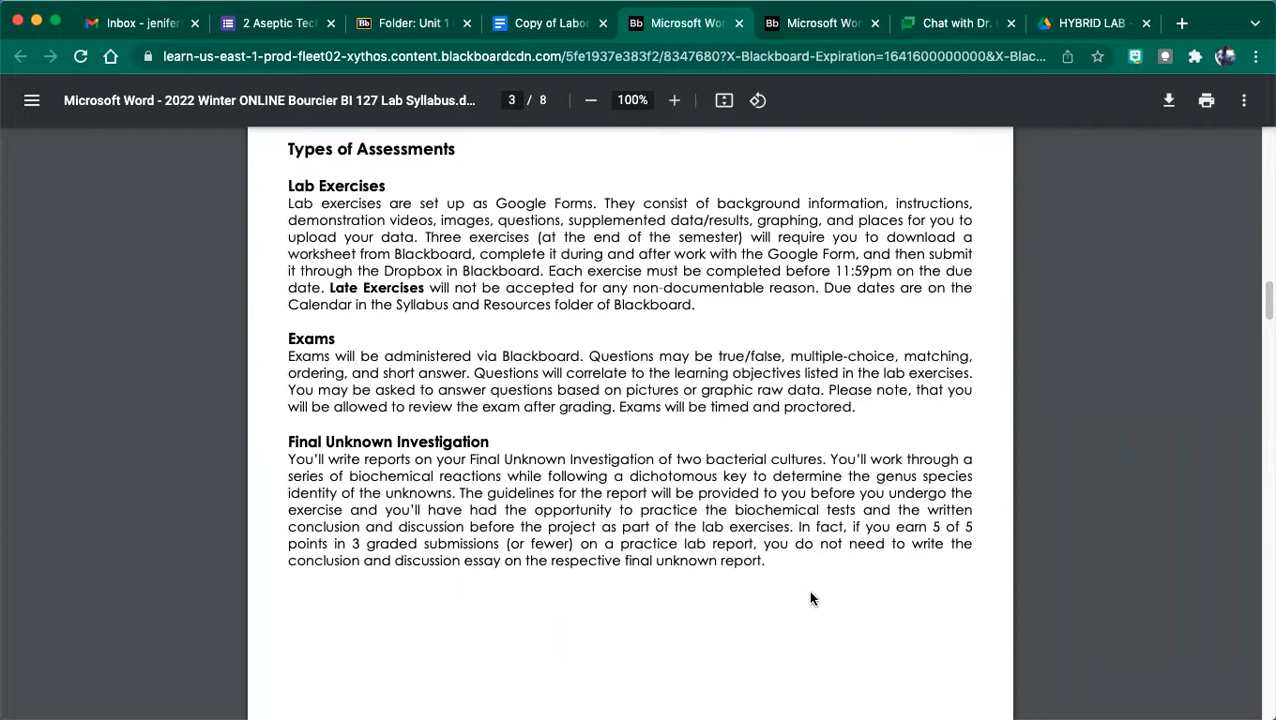 Inbox - jenifer
2 Aseptic Tec
Folder: Unit 1
Copy of Labor
Microsoft Wor
Microsoft Wor
Chat with Dr.
HYBRID LAB -
learn-us-east-1-prod-fleet02-xythos.content.blackboardcdn.com/5fe1937e383f2/8347680?X-Blackboard-Expiration=1641600000000&X-Blac...
Microsoft Word - 2022 Winter ONLINE Bourcier BI 127 Lab Syllabus.d...
3 / 8
100%
Types of Assessments
Lab Exercises
Lab exercises are set up as Google Forms. They consist of background information, instructions,
demonstration videos, images, questions, supplemented data/results, graphing, and places for you to
upload your data. Three exercises (at the end of the semester) will require you to download a
worksheet from Blackboard, complete it during and after work with the Google Form, and then submit
it through the Dropbox in Blackboard. Each exercise must be completed before 11:59pm on the due
date. Late Exercises will not be accepted for any non-documentable reason. Due dates are on the
Calendar in the Syllabus and Resources folder of Blackboard.
Exams
Exams will be administered via Blackboard. Questions may be true/false, multiple-choice, matching,
ordering, and short answer. Questions will correlate to the learning objectives listed in the lab exercises.
You may be asked to answer questions based on pictures or graphic raw data. Please note, that you
will be allowed to review the exam after grading. Exams will be timed and proctored.
Final Unknown Investigation
You'll write reports on your Final Unknown Investigation of two bacterial cultures. You'll work through a
series of biochemical reactions while following a dichotomous key to determine the genus species
identity of the unknowns. The guidelines for the report will be provided to you before you undergo the
exercise and you'll have had the opportunity to practice the biochemical tests and the written
conclusion and discussion before the project as part of the lab exercises. In fact, if you earn 5 of 5
points in 3 graded submissions (or fewer) on a practice lab report, you do not need to write the
conclusion and discussion essay on the respective final unknown report.